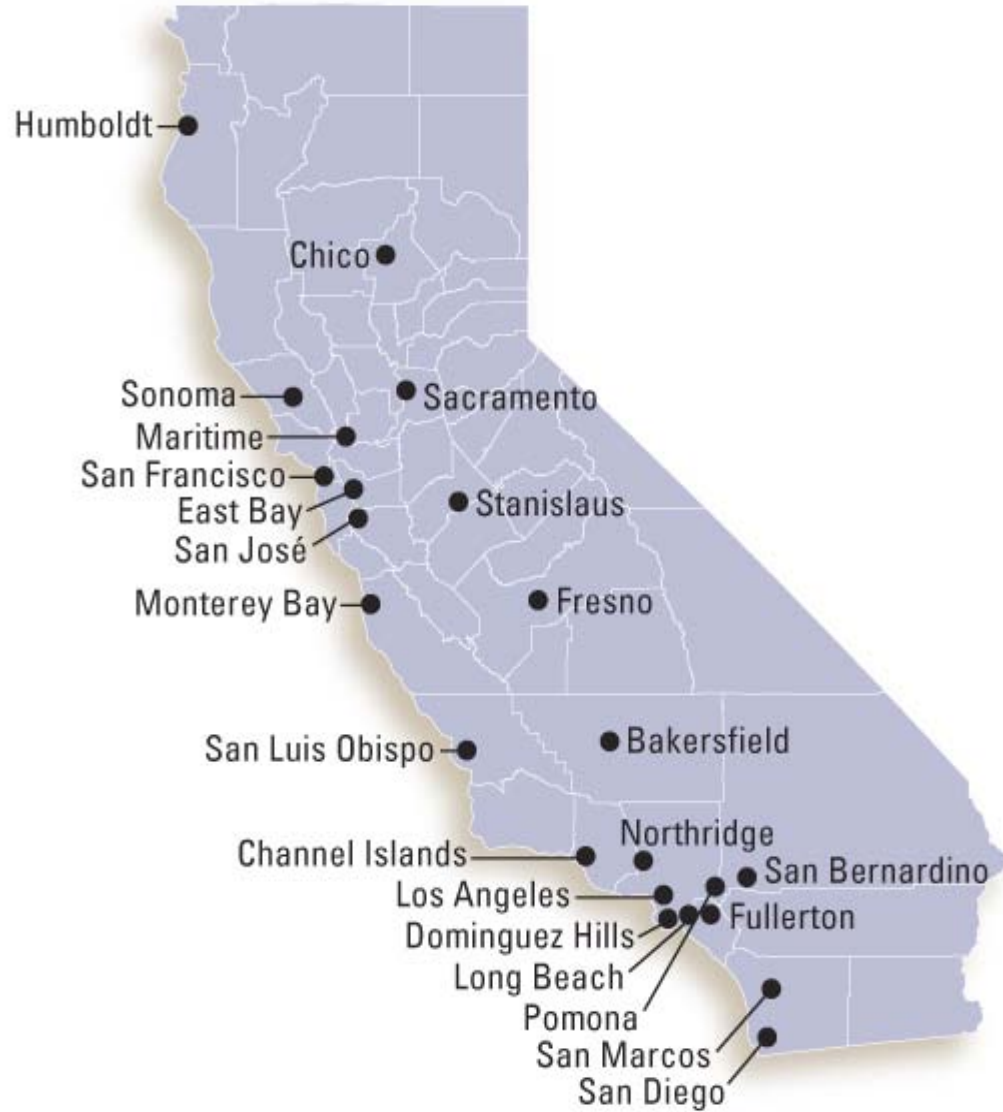 Humboldt
Chico
Sonoma
Sacramento
Maritime
San Francisco
East Bay
Stanislaus
San José
Monterey Bay
Fresno
San Luis Obispo
Bakersfield
Northridge
Channel Islands
San Bernardino
Los Angeles
Fullerton
Dominguez Hills
Long Beach
Pomona
San Marcos
San Diego